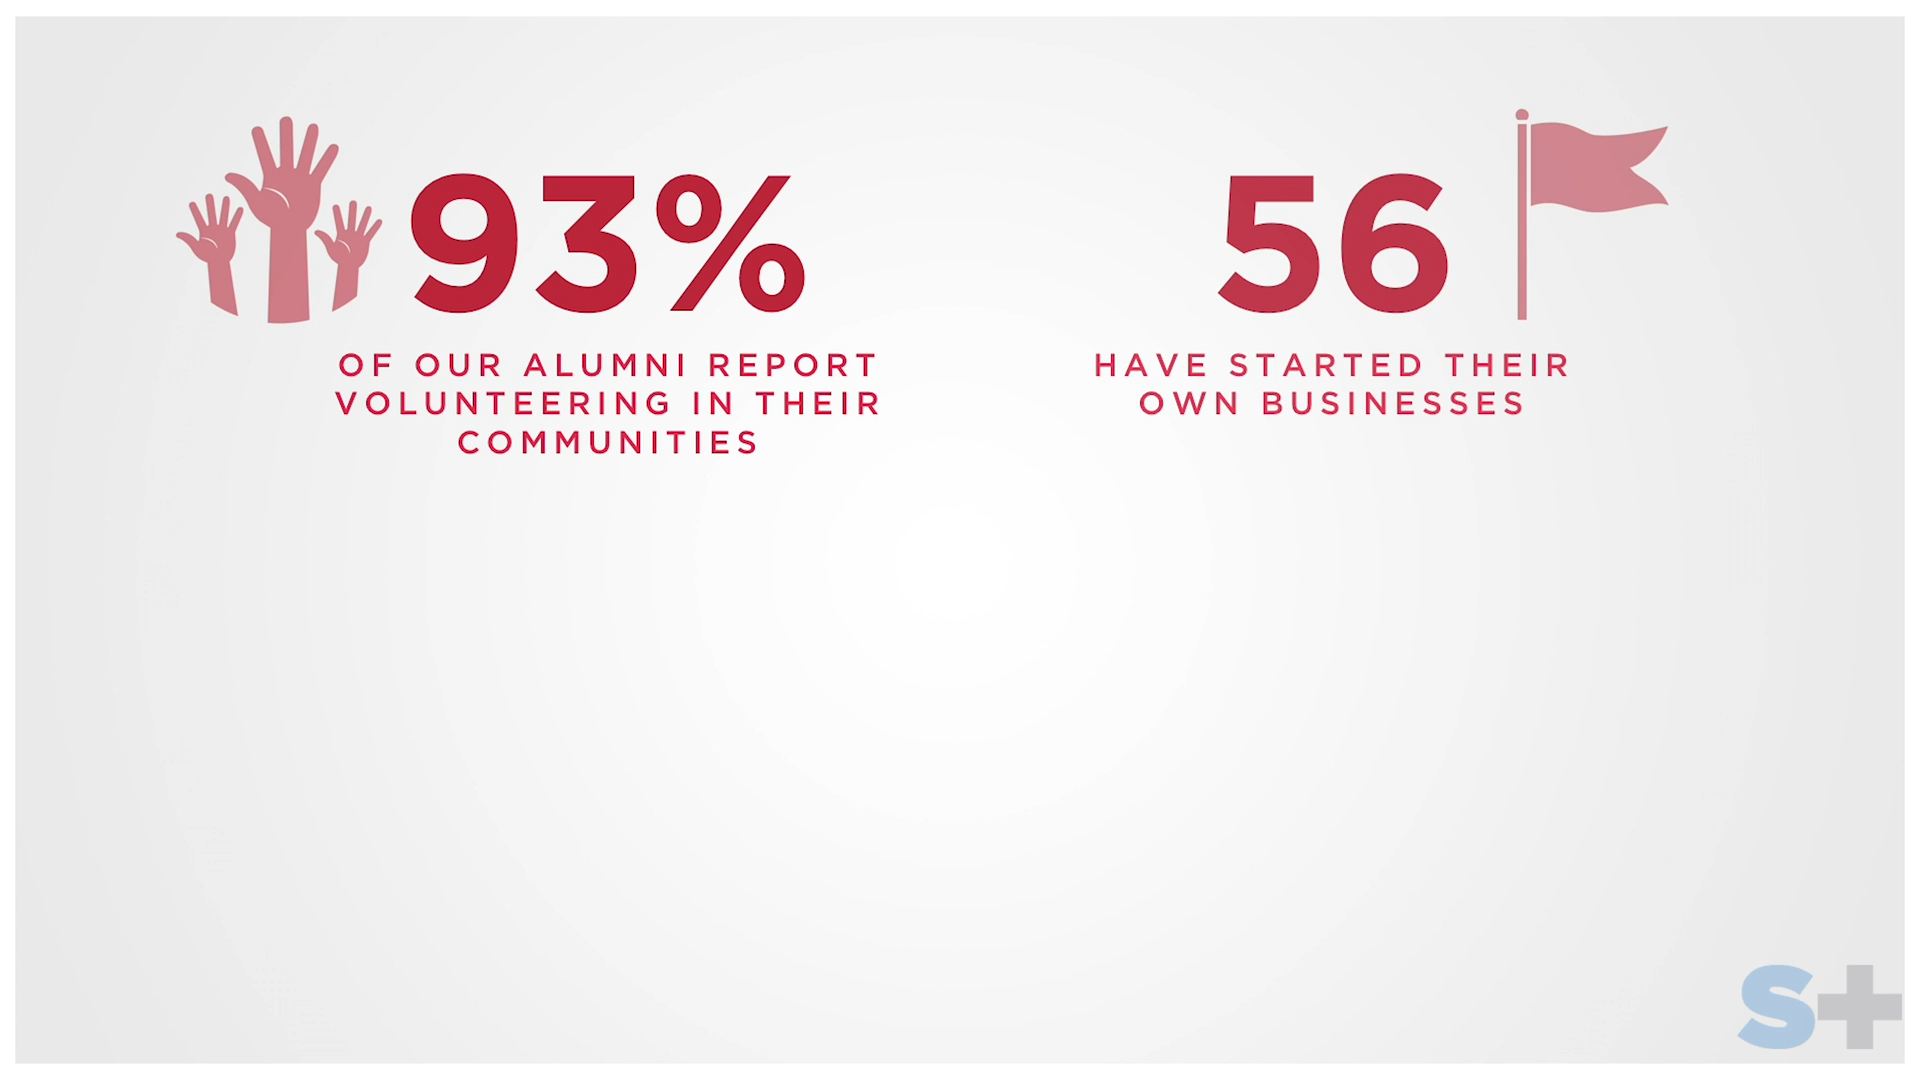 93%
OF OUR ALUMNI REPORT
VOLUNTEERING IN THEIR
COMMUNITIES
56
HAVE STARTED THEIR
OWN BUSINESSES
S+